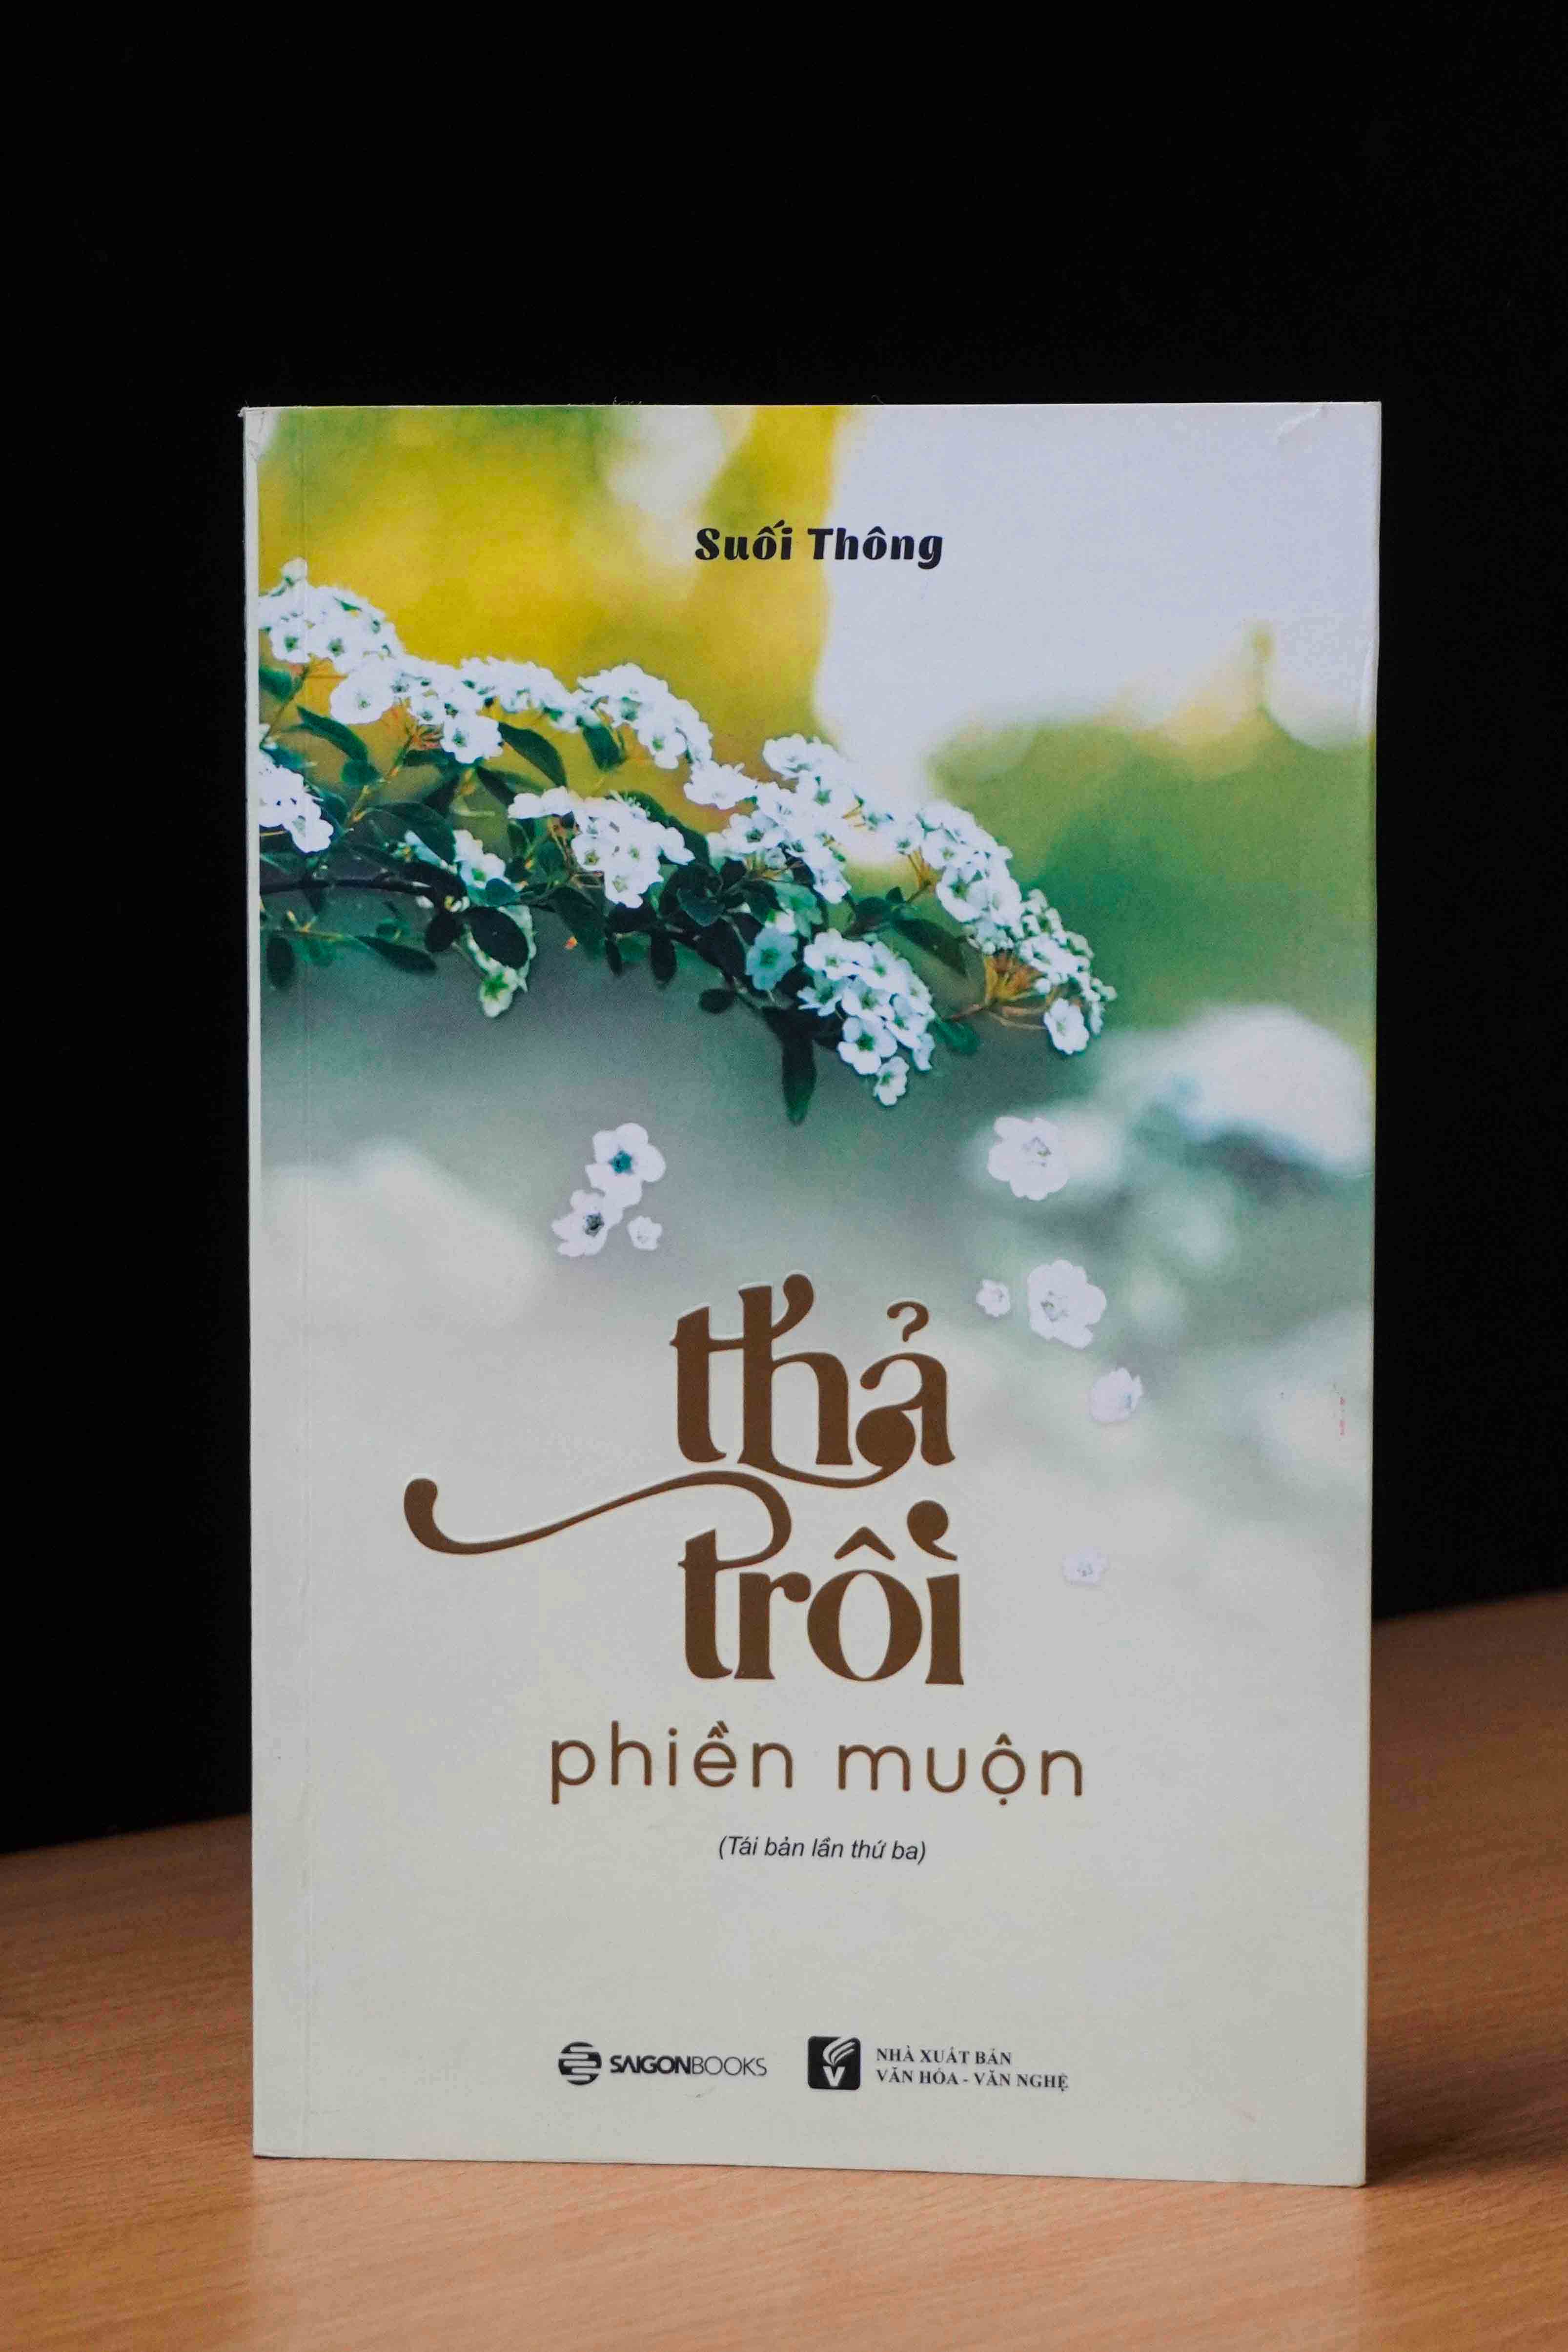 Suối Thông
thả
trôi
phiền muộn
(Tái bản lần thứ ba)
SAIGONBOOKS
NHÀ XUẤT BẢN
VĂN HÓA - VĂN NGHỆ